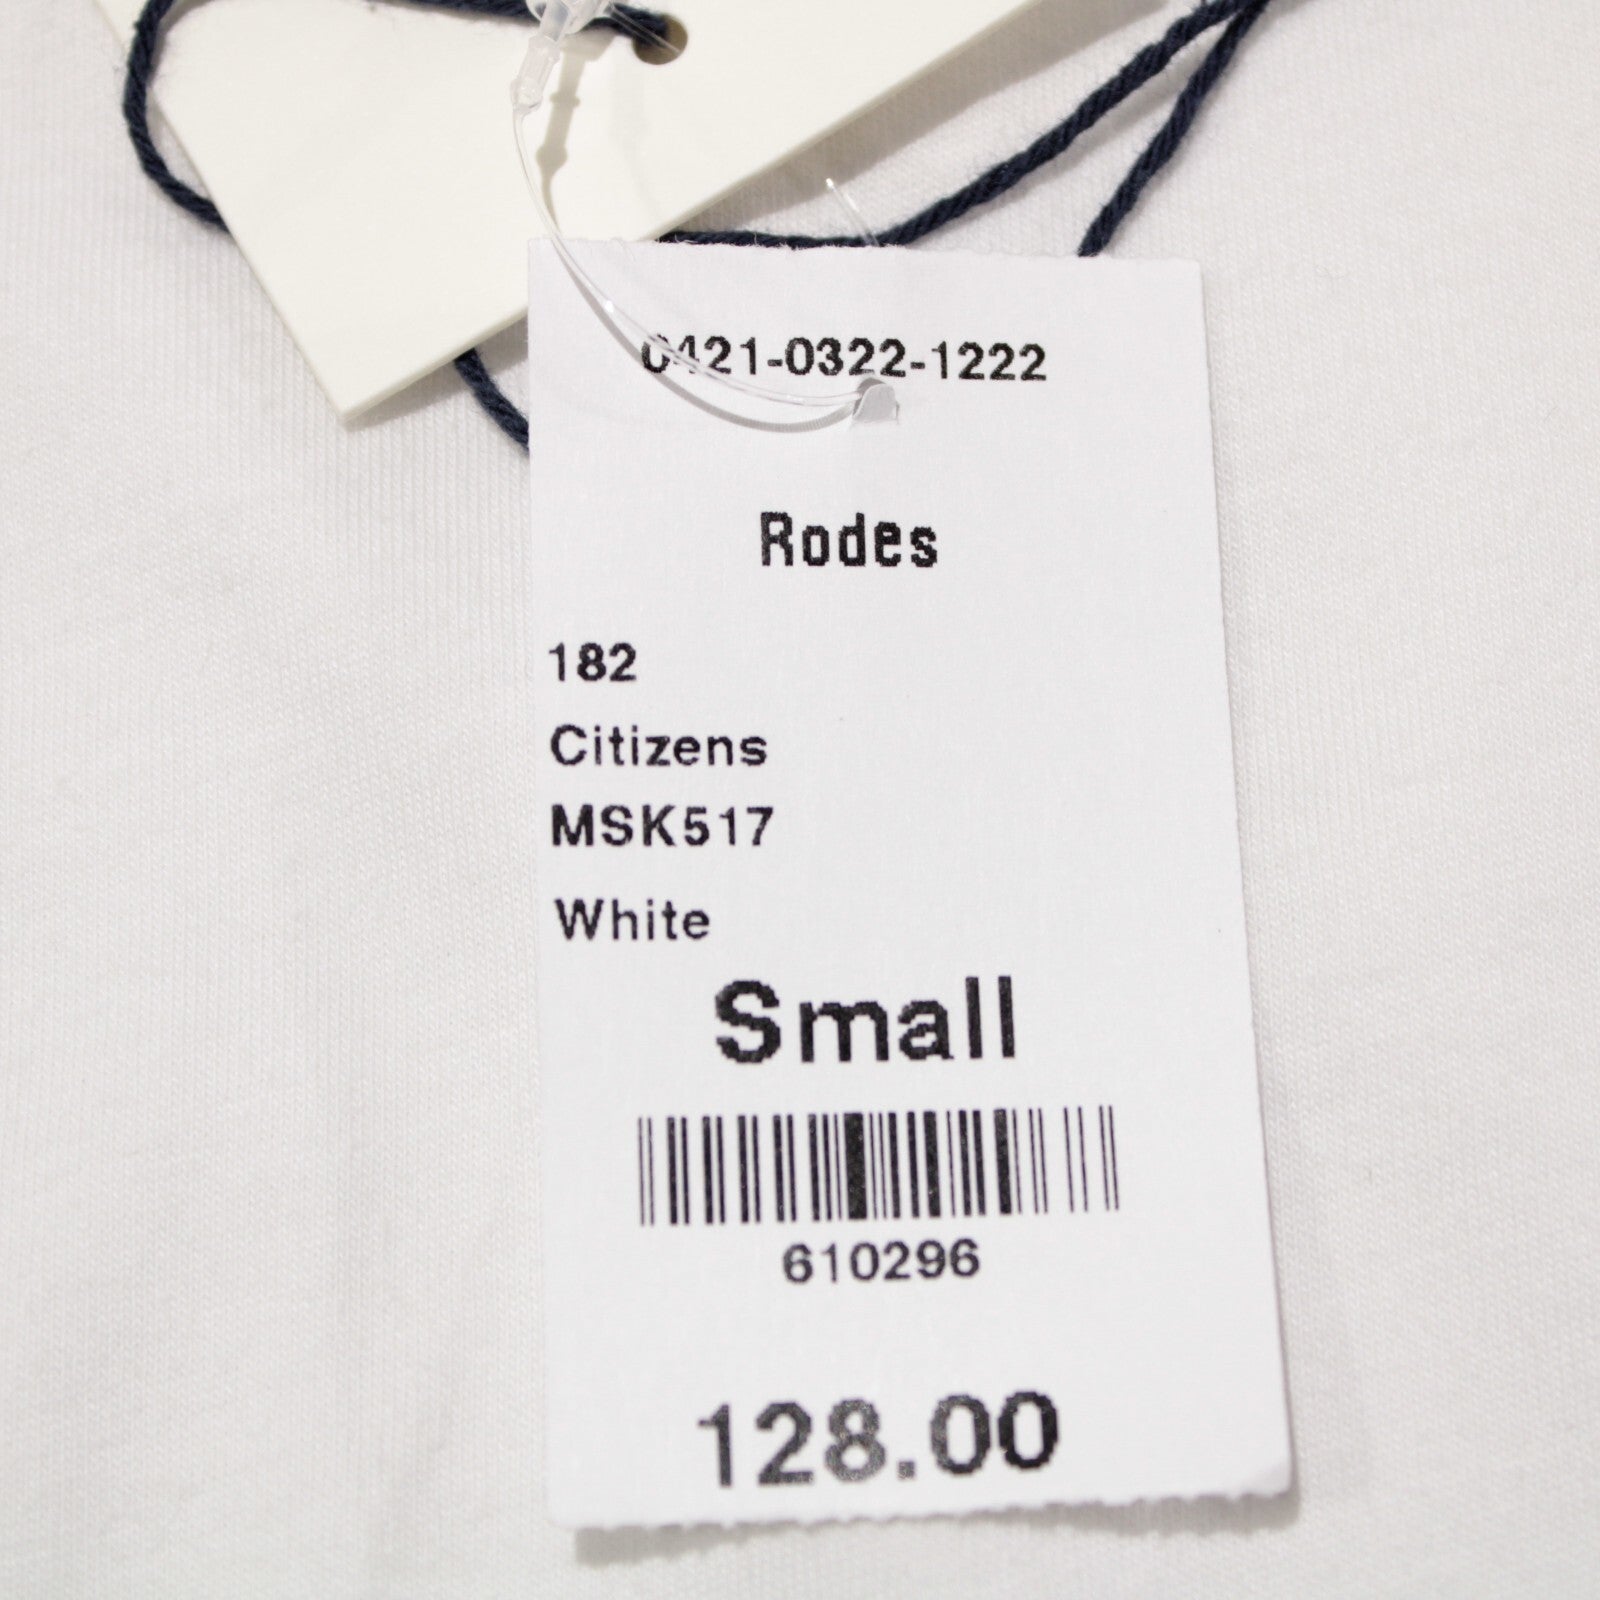 0421-0322-1222
Rodes
182
Citizens
MSK517
White
Small
610296
128.00